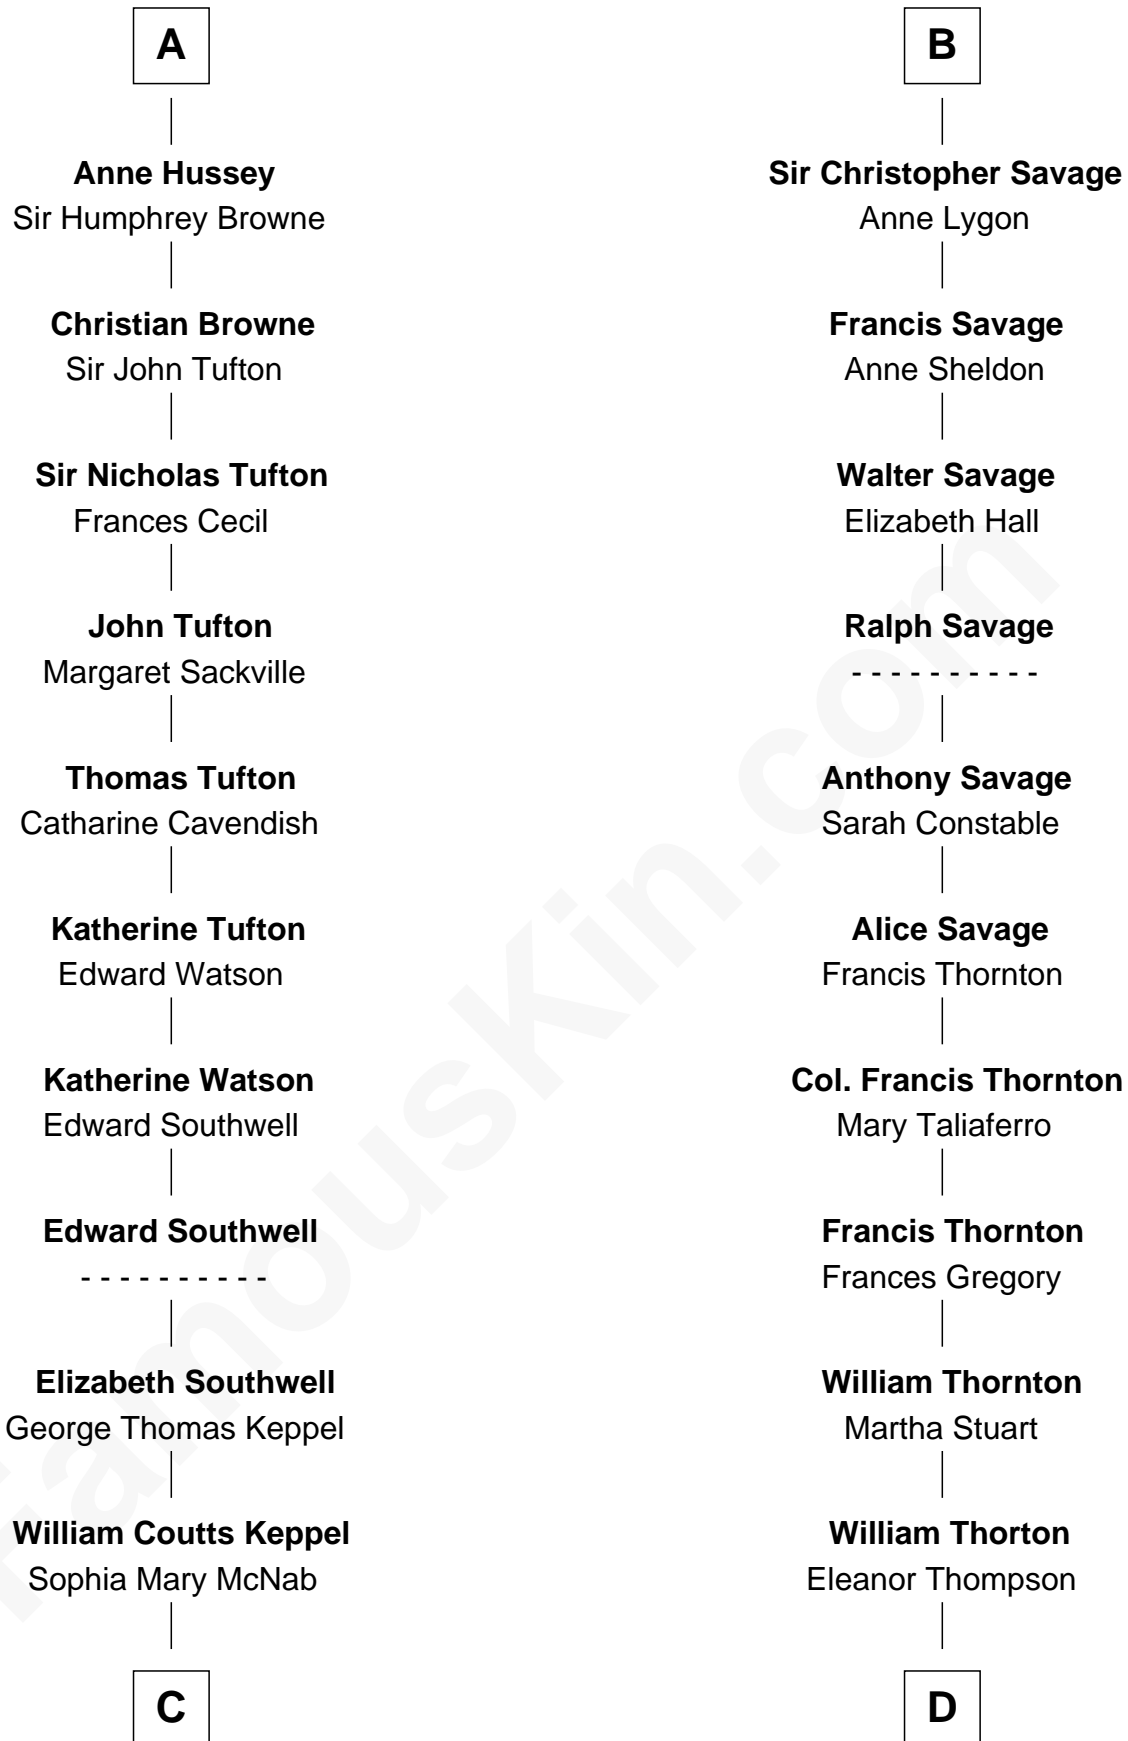 A
Anne Hussey
Sir Humphrey Browne
Christian Browne
Sir John Tufton
Sir Nicholas Tufton
Frances Cecil
John Tufton
Margaret Sackville
Thomas Tufton
Catharine Cavendish
Katherine Tufton
Edward Watson
Katherine Watson
Edward Southwell
Edward Southwell
- - - - - - - - - -
Elizabeth Southwell
George Thomas Keppel
William Coutts Keppel
Sophia Mary McNab
C
B
Sir Christopher Savage
Anne Lygon
Francis Savage
Anne Sheldon
Walter Savage
Elizabeth Hall
Ralph Savage
- - - - - - - - - -
Anthony Savage
Sarah Constable
Alice Savage
Francis Thornton
Col. Francis Thornton
Mary Taliaferro
Francis Thornton
Frances Gregory
William Thornton
Martha Stuart
William Thorton
Eleanor Thompson
D
FamousKin.com